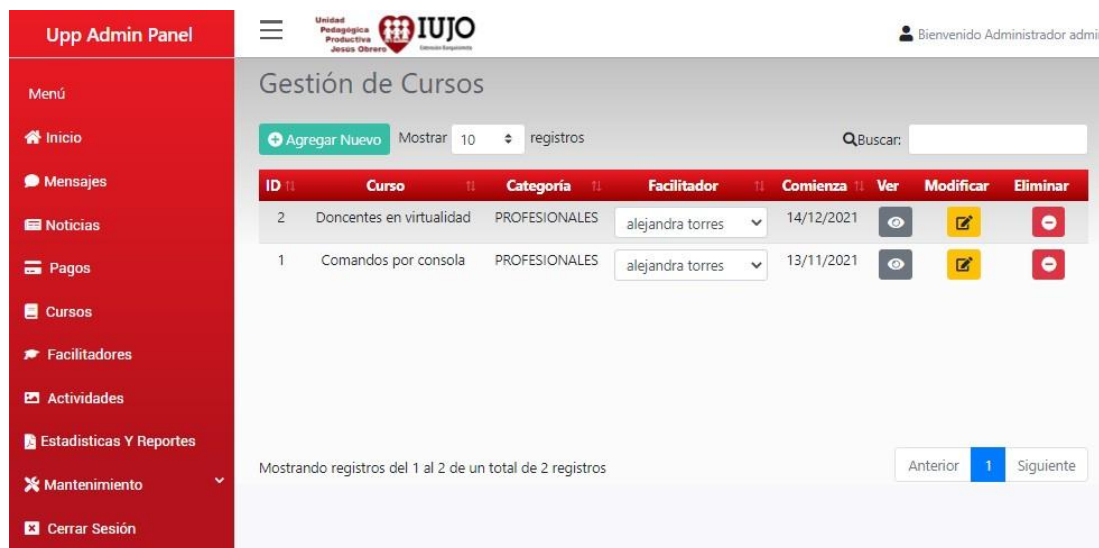 Upp Admin Panel
Menú
Inicio
Mensajes
Noticias
Pagos
Cursos
Facilitadores
Actividades
Estadisticas Y Reportes
Mantenimiento
Cerrar Sesión
Unidad
Pedagógica
Productiva
Jesús Obrero
IUJO
Extensión Barquisimeto
Bienvenido Administrador admi
Gestión de Cursos
Agregar Nuevo Mostrar 10 registros Buscar:
ID Curso Categoría Facilitador Comienza Ver Modificar Eliminar
2 Doncentes en virtualidad PROFESIONALES alejandra torres 14/12/2021
1 Comandos por consola PROFESIONALES alejandra torres 13/11/2021
Mostrando registros del 1 al 2 de un total de 2 registros
Anterior 1 Siguiente